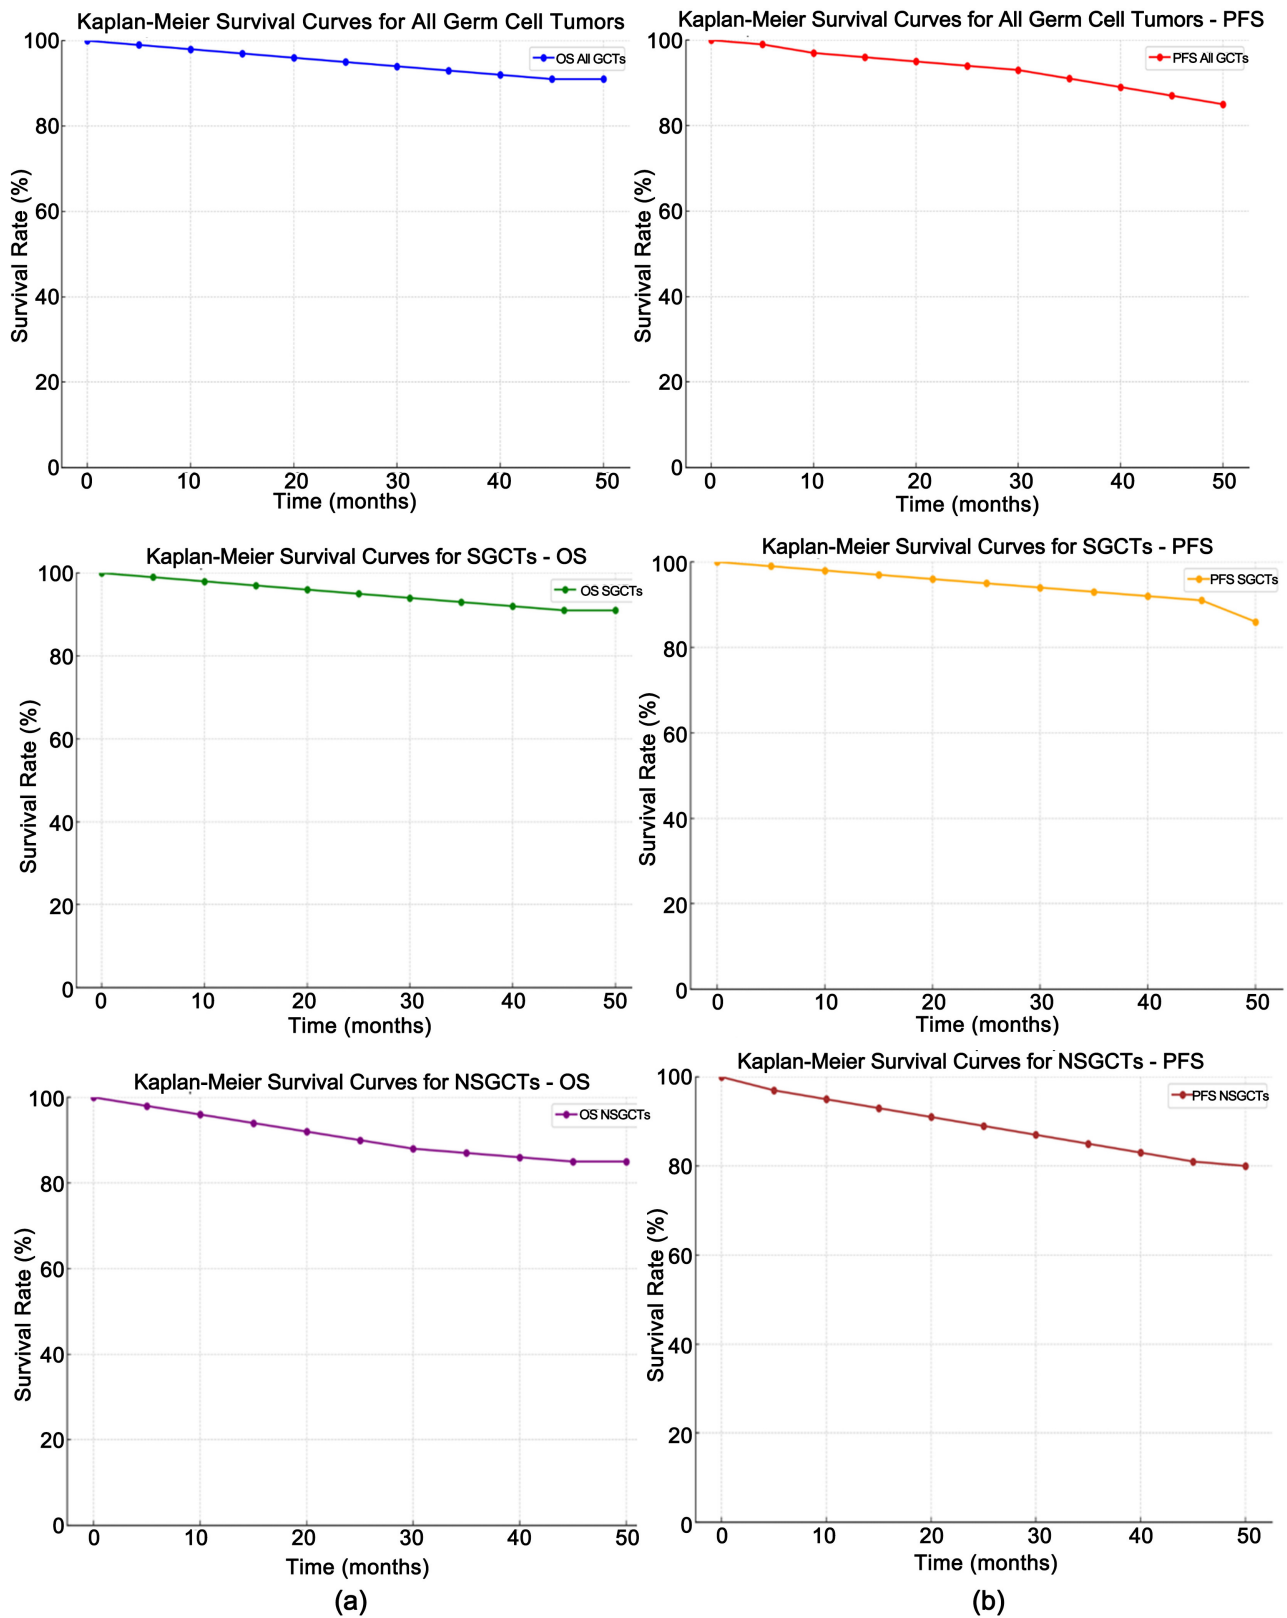 Kaplan-Meier Survival Curves for All Germ Cell Tumors
100
80
60
40
20
0
Survival Rate (%)
OS All GCTs
0 10 20 30 40 50
Time (months)
Kaplan-Meier Survival Curves for All Germ Cell Tumors - PFS
100
80
60
40
20
0
Survival Rate (%)
PFS All GCTs
0 10 20 30 40 50
Time (months)
Kaplan-Meier Survival Curves for SGCTs - OS
100
80
60
40
20
0
Survival Rate (%)
OS SGCTs
0 10 20 30 40 50
Time (months)
Kaplan-Meier Survival Curves for SGCTs - PFS
100
80
60
40
20
0
Survival Rate (%)
PFS SGCTs
0 10 20 30 40 50
Time (months)
Kaplan-Meier Survival Curves for NSGCTs - OS
100
80
60
40
20
0
Survival Rate (%)
OS NSGCTs
0 10 20 30 40 50
Time (months)
(a)
Kaplan-Meier Survival Curves for NSGCTs - PFS
100
80
60
40
20
0
Survival Rate (%)
PFS NSGCTs
0 10 20 30 40 50
Time (months)
(b)